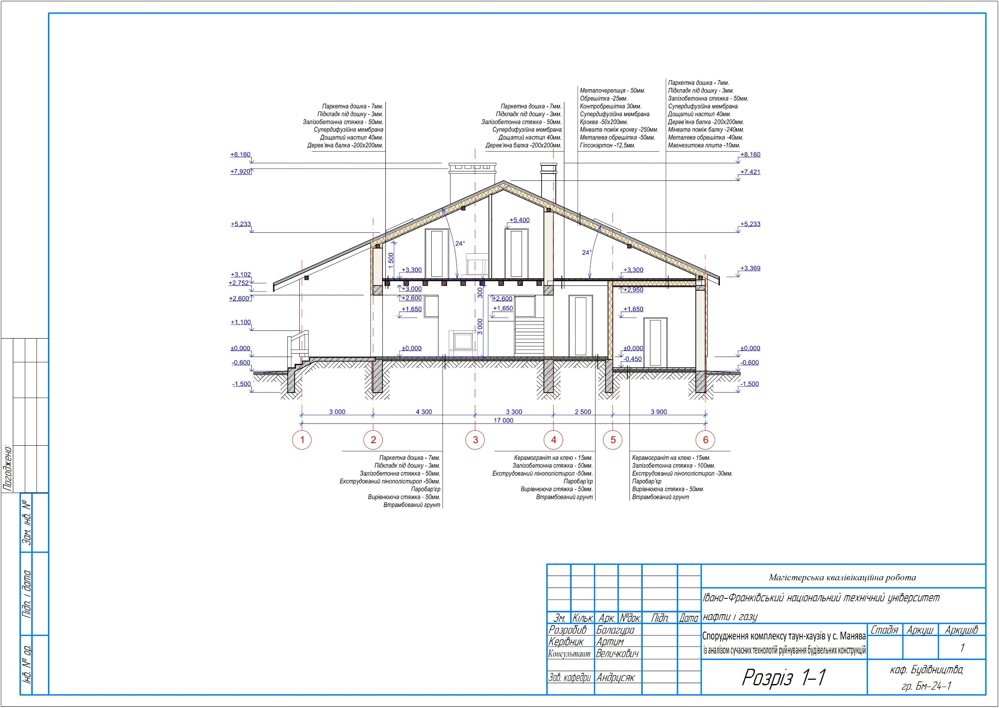 Паркетна дошка - 7мм.
Підкладк під дошку - 3мм.
Залізобетонна стяжка - 50мм.
Супердифузійна мембрана
Дощатий настил 40мм.
Дерев'яна балка -200х200мм.
Паркетна дошка - 7мм.
Підкладк під дошку - 3мм.
Залізобетонна стяжка - 50мм.
Супердифузійна мембрана
Дощатий настил 40мм.
Дерев'яна балка -200х200мм.
Металочерепиця - 50мм.
Обрешітка -25мм.
Контробрешітка 30мм.
Супердифузійна мембрана
Кроква -50х200мм.
Мінвата поміж крокву -250мм.
Металева обрешітка -50мм.
Гіпсокартон -12,5мм.
Паркетна дошка - 7мм.
Підкладк під дошку - 3мм.
Залізобетонна стяжка - 50мм.
Супердифузійна мембрана
Дощатий настил 40мм.
Дерев'яна балка -200х200мм.
Мінвата поміж балку -240мм.
Металева обрешітка -40мм.
Магнезитова плита -10мм.
+8,160
+7,920
+5,233
+3,102
+2,752
+2,600
+1,100
±0,000
-0,600
-1,500
1 500
24°
+5,400
24°
+3,300
+3,300
+3,000
+2,600
+1,650
300
3 000
+2,600
+1,650
+2,950
+1,650
±0,000
±0,000
-0,450
+8,160
+7,421
+5,233
+3,369
±0,000
-0,600
-1,500
3 000
4 300
3 300
2 500
3 900
17 000
1
2
3
4
5
6
Паркетна дошка - 7мм.
Підкладк під дошку - 3мм.
Залізобетонна стяжка - 50мм.
Екструдований пінополістирол -50мм.
Паробар'єр
Вирівнююча стяжка - 50мм.
Втрамбований грунт
Керамограніт на клею - 15мм.
Залізобетонна стяжка - 50мм.
Екструдований пінополістирол -50мм.
Паробар'єр
Вирівнююча стяжка - 50мм.
Втрамбований грунт
Керамограніт на клею - 15мм.
Залізобетонна стяжка - 100мм.
Екструдований пінополістирол -30мм.
Паробар'єр
Вирівнююча стяжка - 50мм.
Втрамбований грунт
Погоджено:
Зам. інв. №
Підп. і дата
Інв. № ор.
Магістерська квалівікаційна робота
Івано-Франківський національний технічний університет
нафти і газу
Зм. Кільк. Арк. №док. Підп. Дата
Розробив Балагура
Керівник Артим
Консультант Величкович
Зав. кафедри Андрусяк
Спорудження комплексу таун-хаузів у с. Манява
із аналізом сучасних технологій руйнування будівельних конструкцій
Стадія Аркуш Аркушів
1
Розріз 1-1
каф. Будівництва,
гр. Бм-24-1